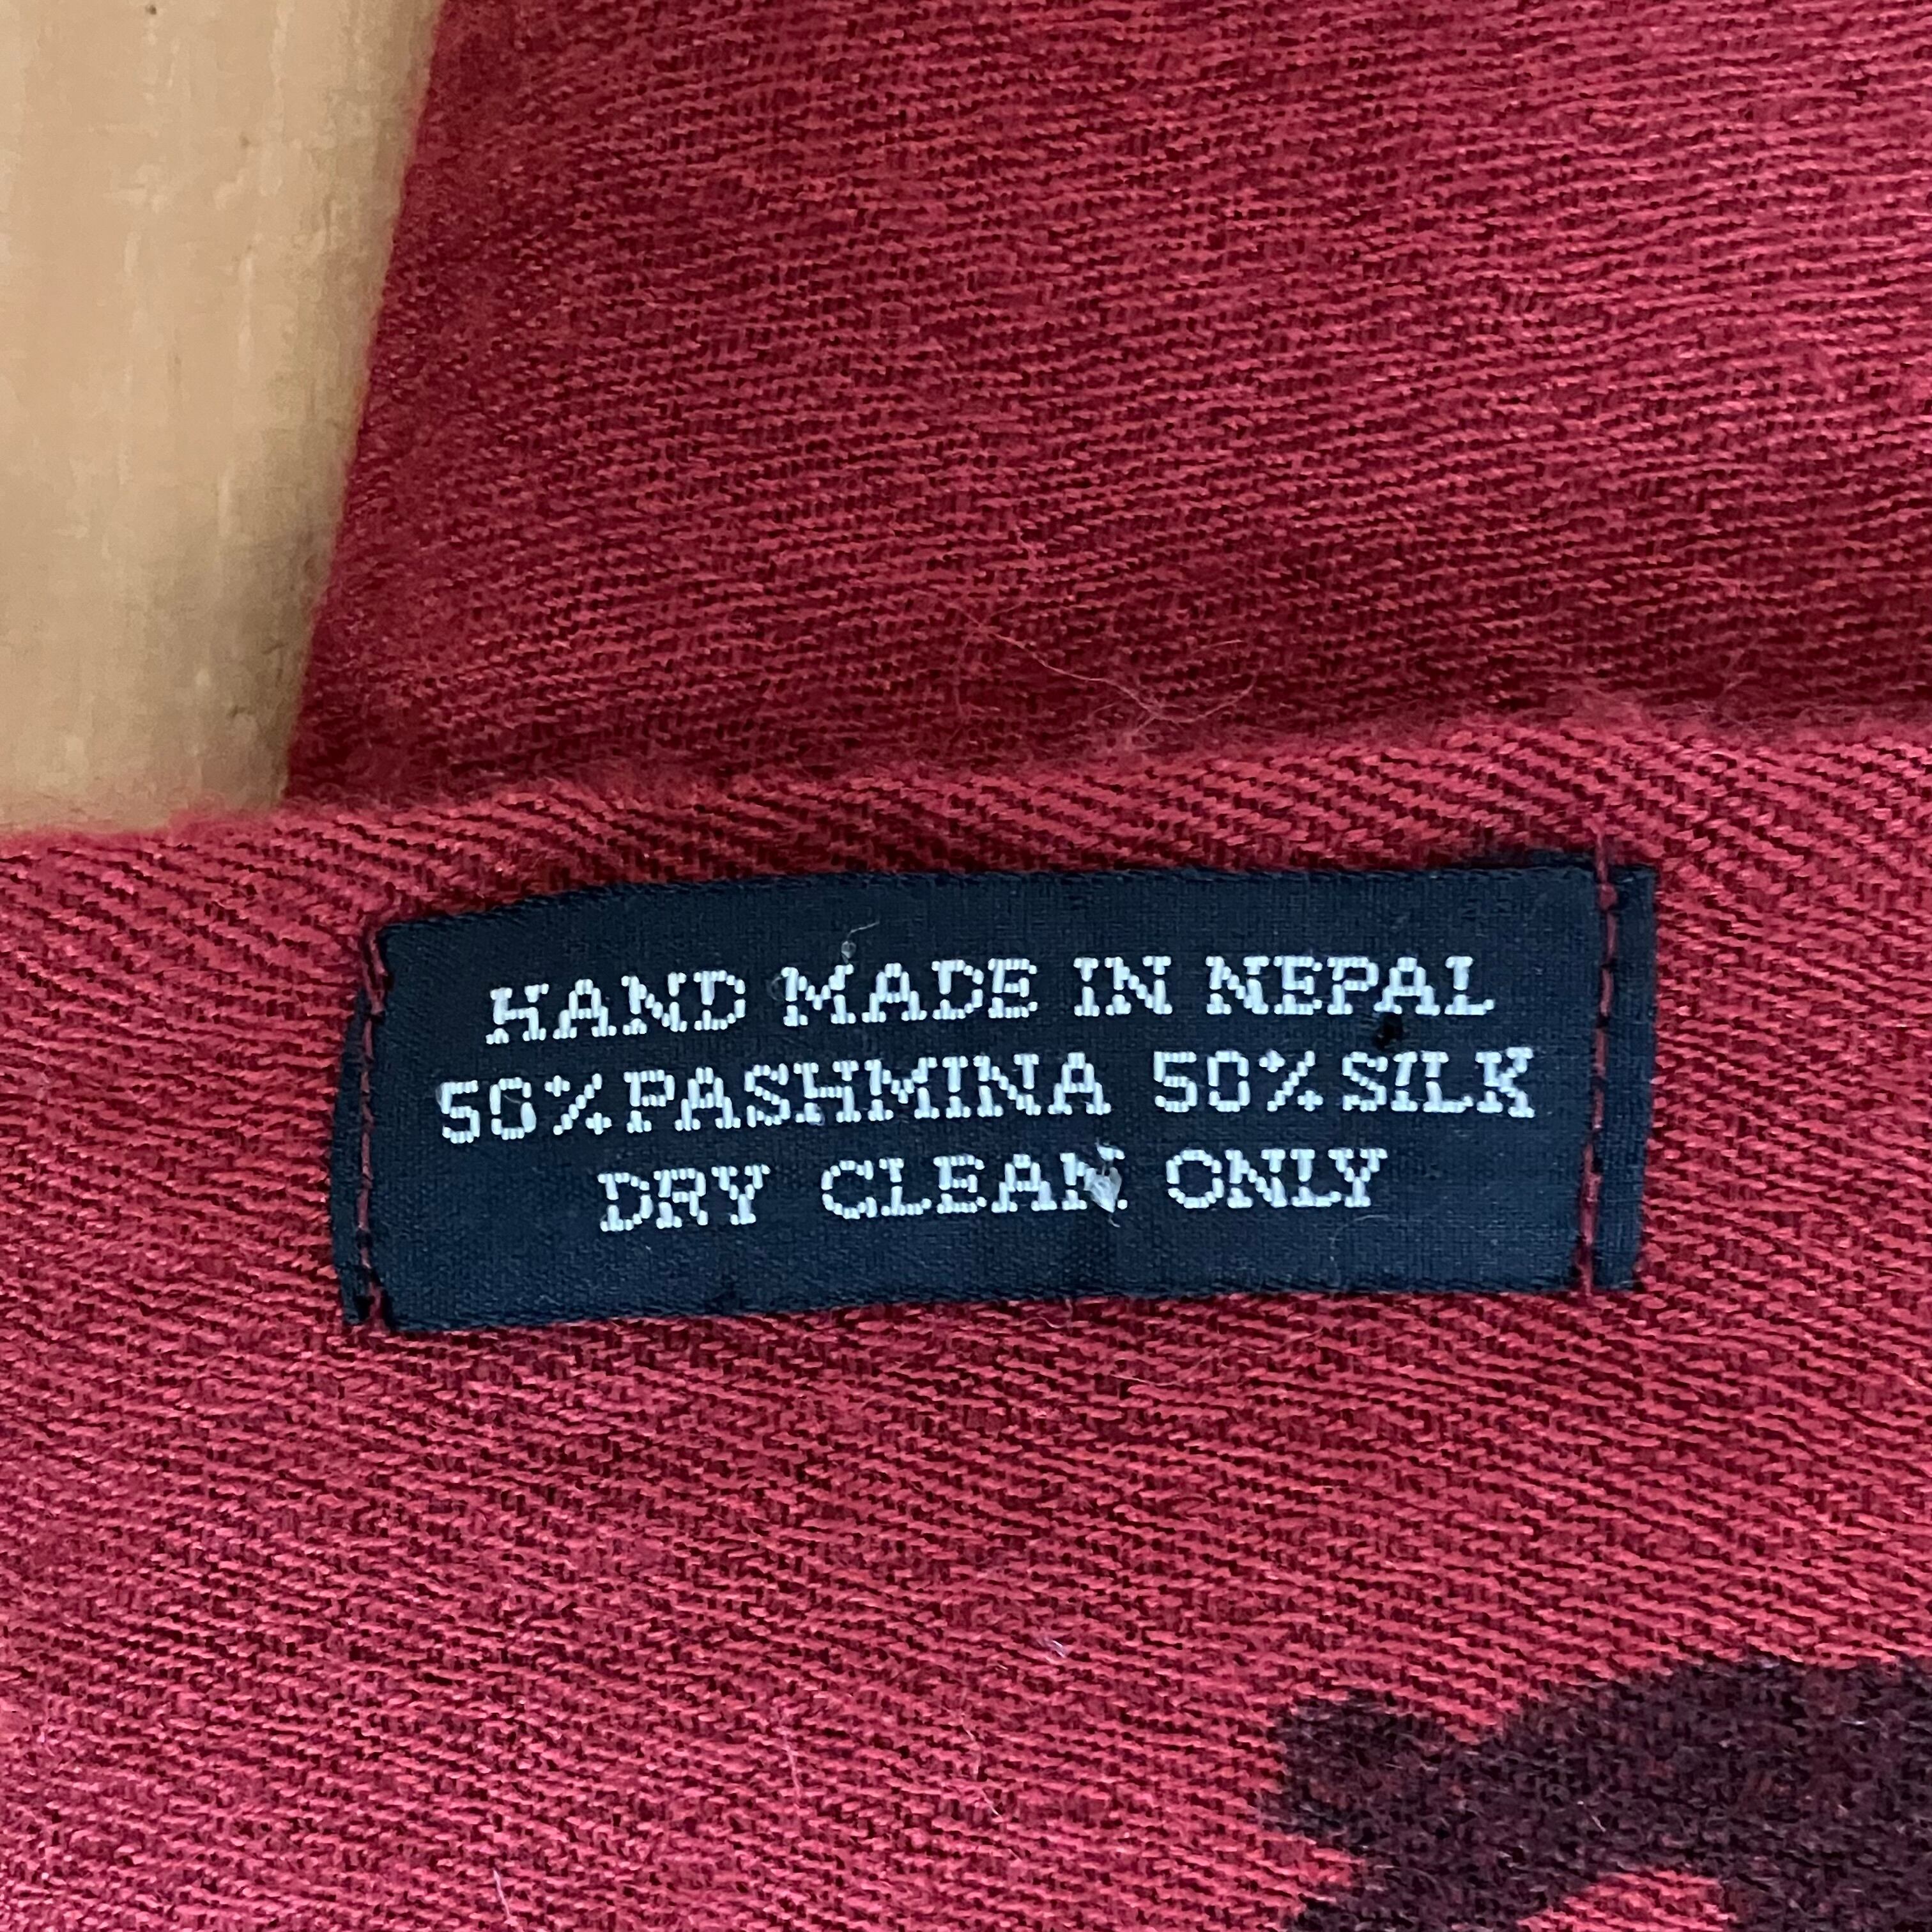 HAND MADE IN NEPAL
50% PASHMINA 50% SILK
DRY CLEAN ONLY